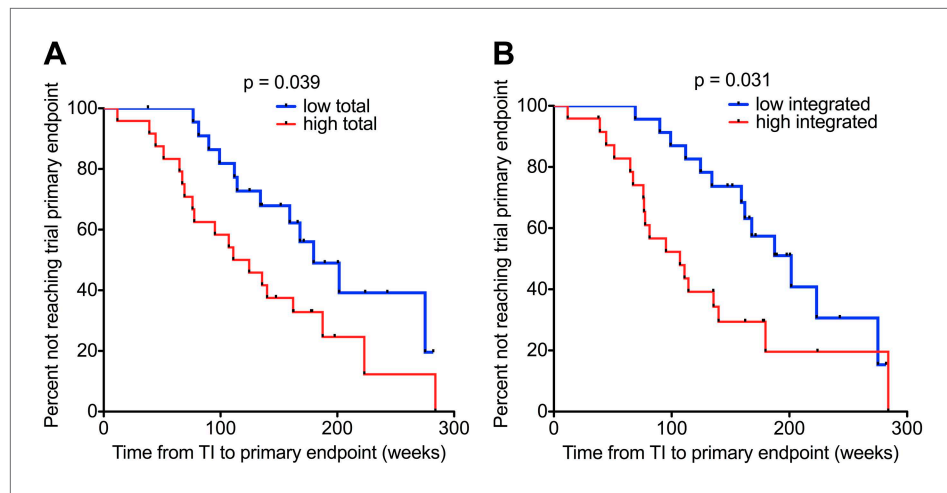 A
p = 0.039
low total
high total
Percent not reaching trial primary endpoint
100
80
60
40
20
0
0
100
200
300
Time from TI to primary endpoint (weeks)
B
p = 0.031
low integrated
high integrated
Percent not reaching trial primary endpoint
100
80
60
40
20
0
0
100
200
300
Time from TI to primary endpoint (weeks)